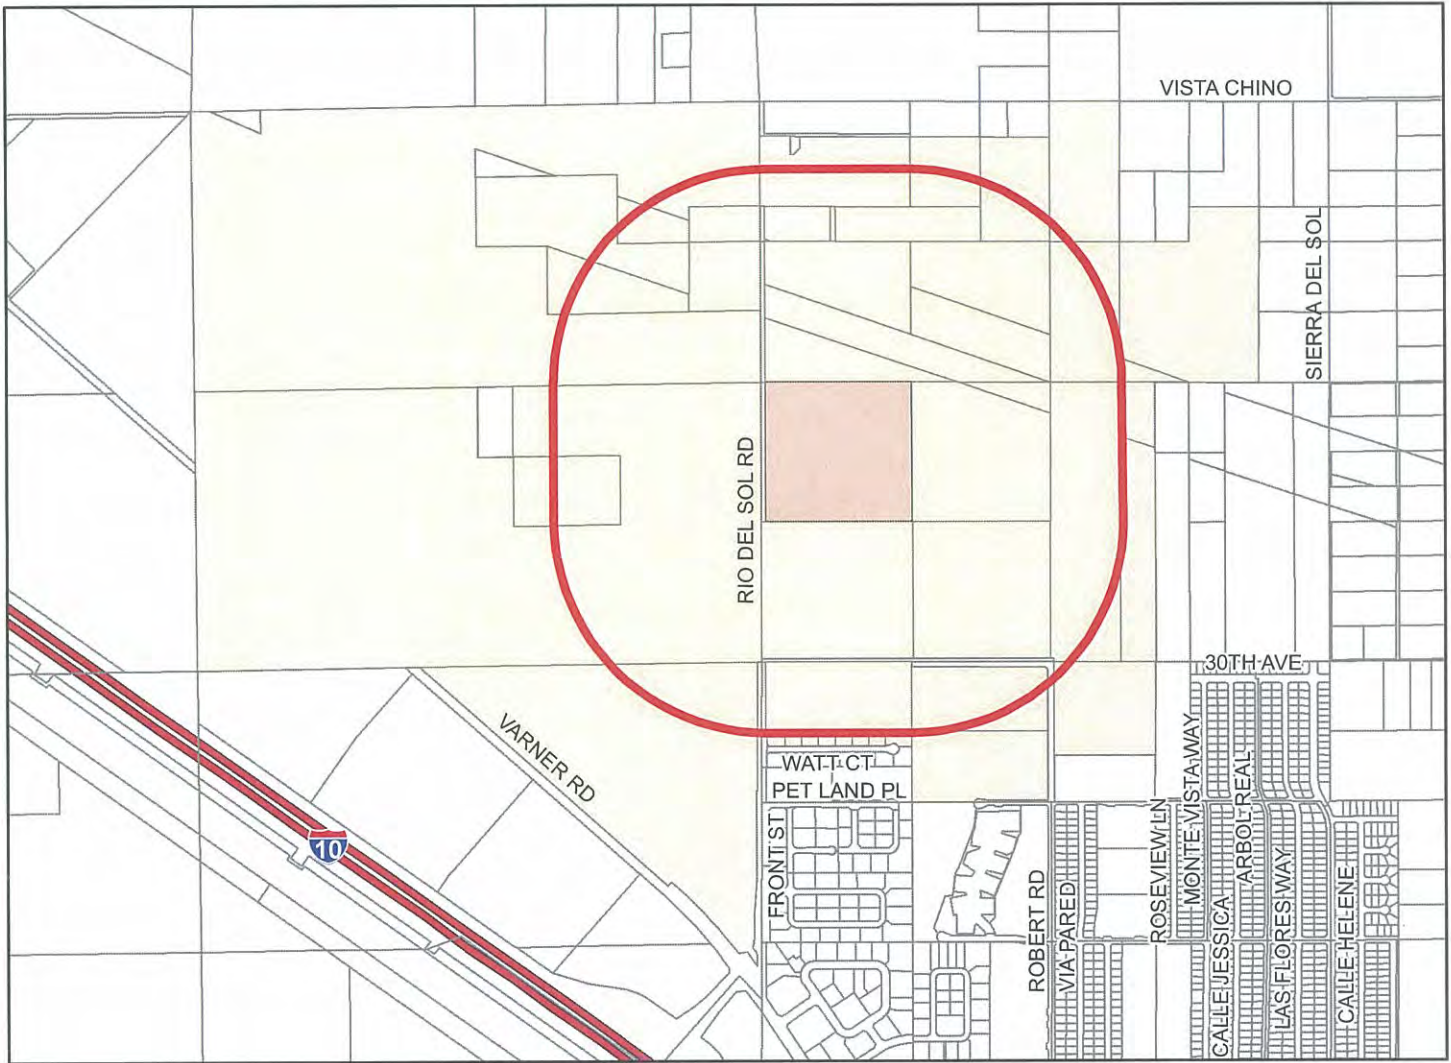 VISTA CHINO
SIERRA DEL SOL
RIO DEL SOL RD
30TH AVE
VARNER RD
WATT CT
PET LAND PL
10
FRONT ST
ROBERT RD
VIA PARED
ROSEVIEW LN
MONTE VISTA WAY
CALLE JESSICA
ARBOL REAL
LAS FLORES WAY
CALLE HELENE